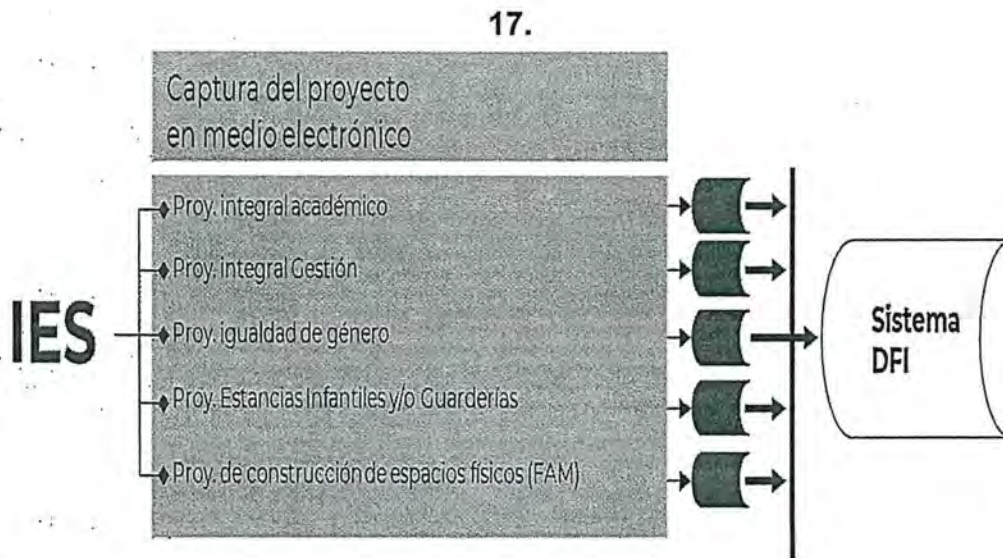 17.
Captura del proyecto
en medio electrónico
Proy. integral académico
Proy. integral Gestión
IES
Proy. igualdad de género
Proy. Estancias Infantiles y/o Guarderías
Proy. de construcción de espacios físicos (FAM)
Sistema
DFI